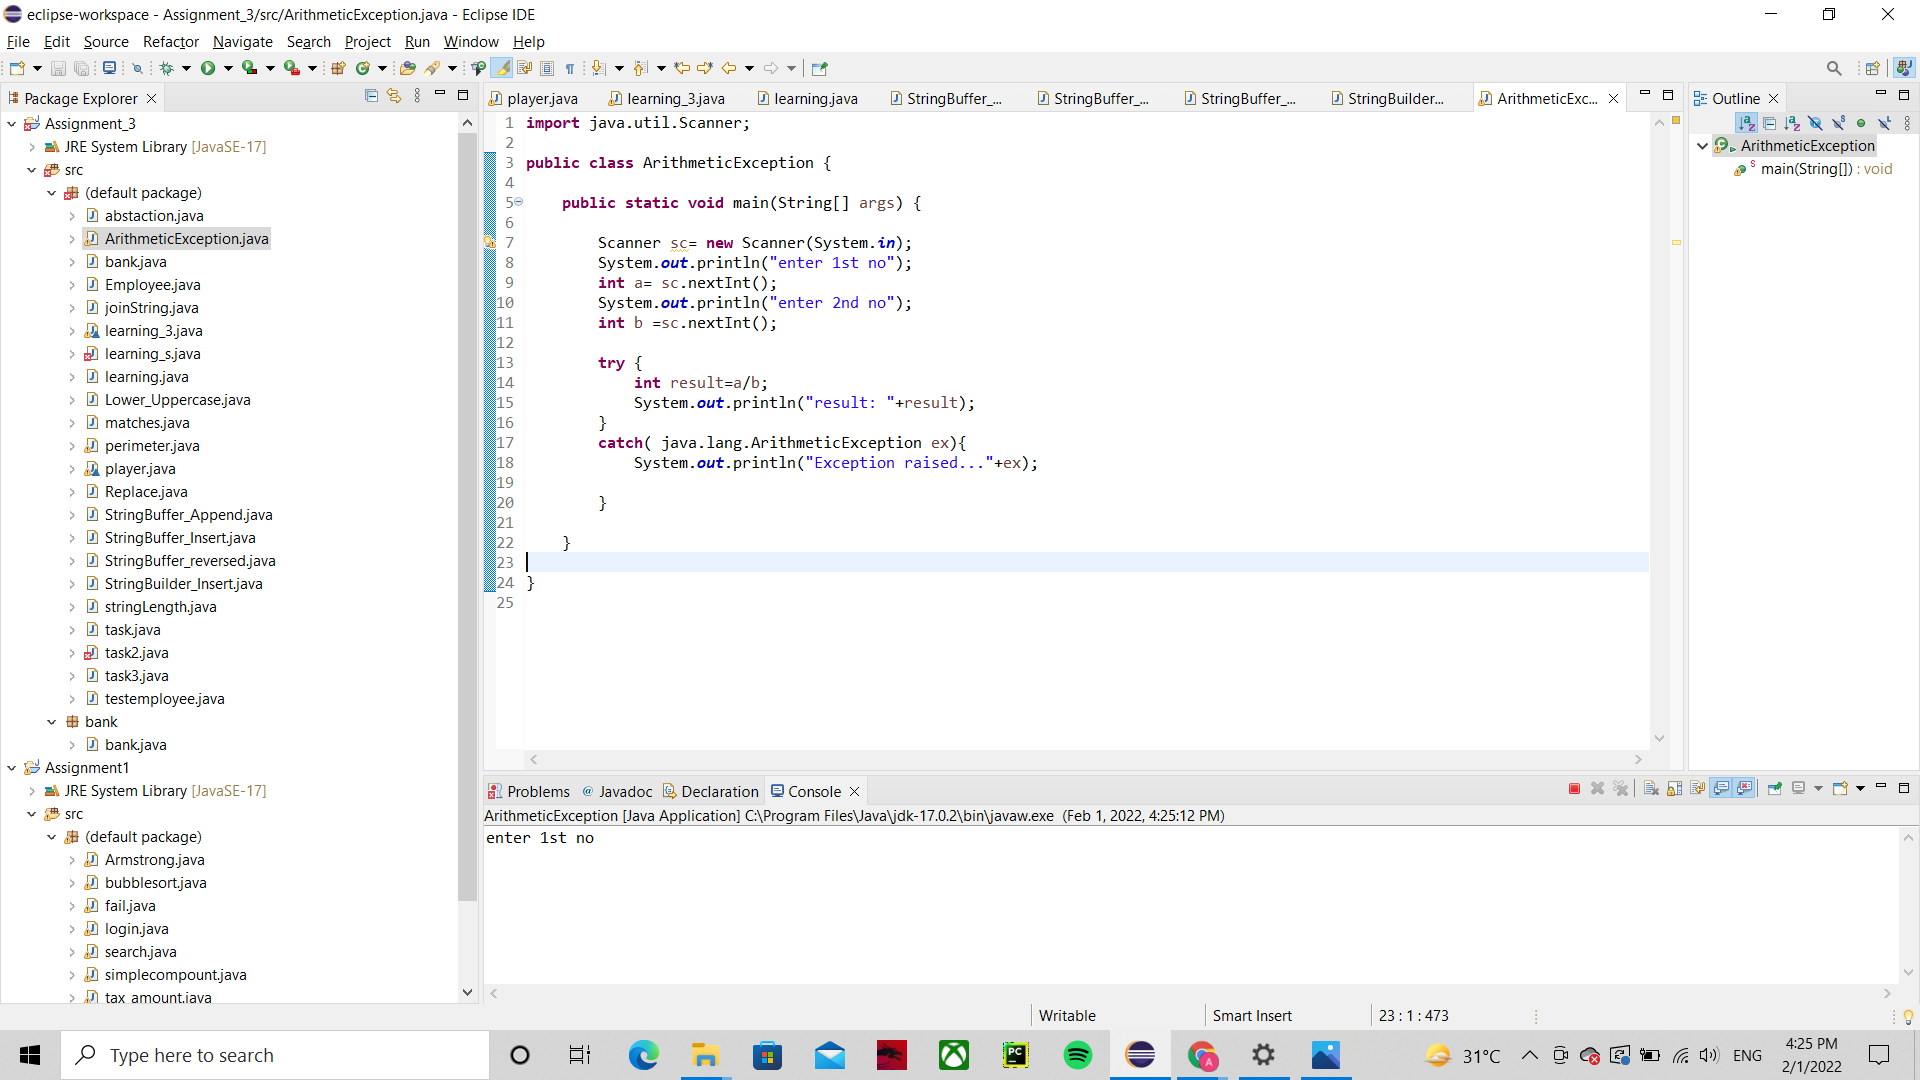 eclipse-workspace - Assignment_3/src/ArithmeticException.java - Eclipse IDE
File Edit Source Refactor Navigate Search Project Run Window Help
Package Explorer
Assignment_3
JRE System Library [JavaSE-17]
src
(default package)
abstaction.java
ArithmeticException.java
bank.java
Employee.java
joinString.java
learning_3.java
learning_s.java
learning.java
Lower_Uppercase.java
matches.java
perimeter.java
player.java
Replace.java
StringBuffer_Append.java
StringBuffer_Insert.java
StringBuffer_reversed.java
StringBuilder_Insert.java
stringLength.java
task.java
task2.java
task3.java
testemployee.java
bank
bank.java
Assignment1
JRE System Library [JavaSE-17]
src
(default package)
Armstrong.java
bubblesort.java
fail.java
login.java
search.java
simplecompount.java
tax_amount.java
player.java learning_3.java learning.java StringBuffer_... StringBuffer_... StringBuffer_... StringBuilder... ArithmeticExc...
1 import java.util.Scanner;
2
3 public class ArithmeticException {
4
5 public static void main(String[] args) {
6
7 Scanner sc= new Scanner(System.in);
8 System.out.println("enter 1st no");
9 int a= sc.nextInt();
10 System.out.println("enter 2nd no");
11 int b =sc.nextInt();
12
13 try {
14 int result=a/b;
15 System.out.println("result: "+result);
16 }
17 catch( java.lang.ArithmeticException ex){
18 System.out.println("Exception raised..."+ex);
19
20 }
21
22 }
23
24 }
25
Outline
ArithmeticException
main(String[]) : void
Problems Javadoc Declaration Console
ArithmeticException [Java Application] C:\Program Files\Java\jdk-17.0.2\bin\javaw.exe (Feb 1, 2022, 4:25:12 PM)
enter 1st no
Writable Smart Insert 23 : 1 : 473
Type here to search
31°C
ENG
4:25 PM
2/1/2022